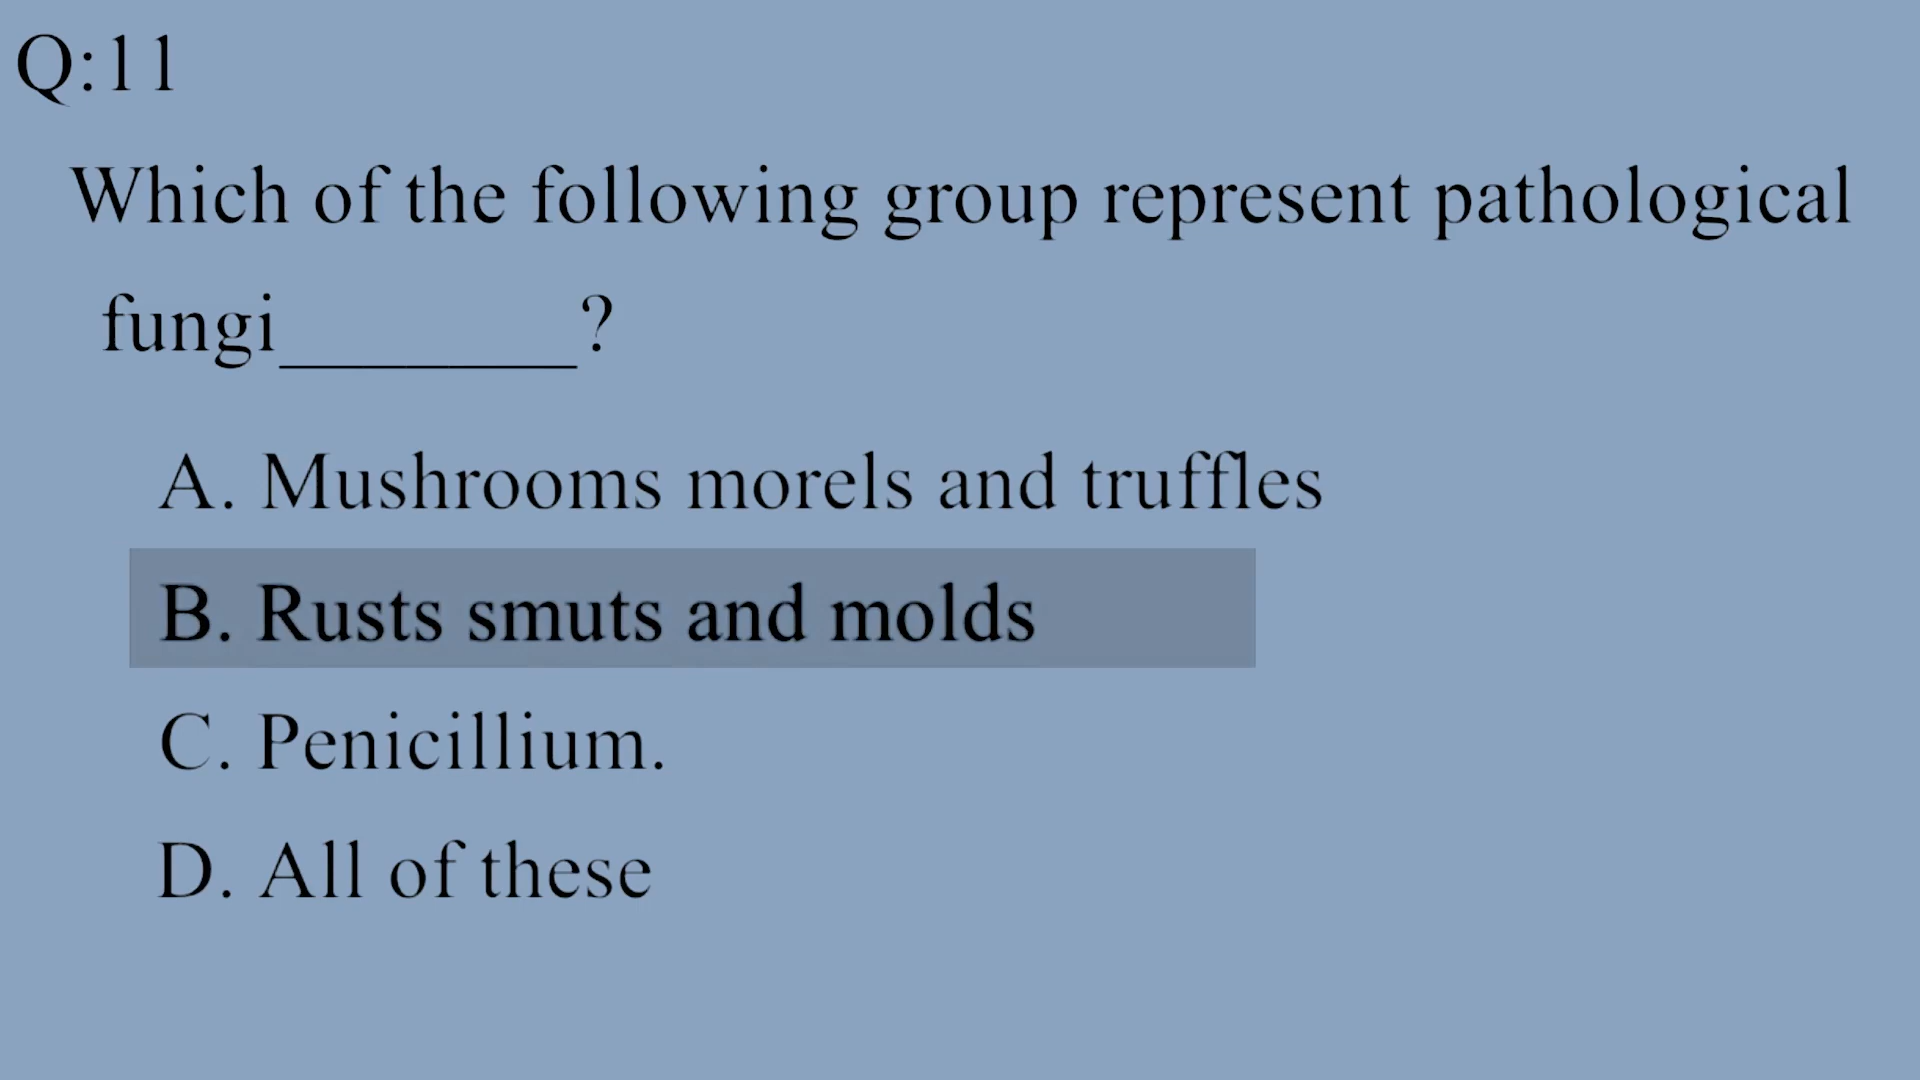 Q:11
Which of the following group represent pathological
fungi________?
A. Mushrooms morels and truffles
B. Rusts smuts and molds
C. Penicillium.
D. All of these